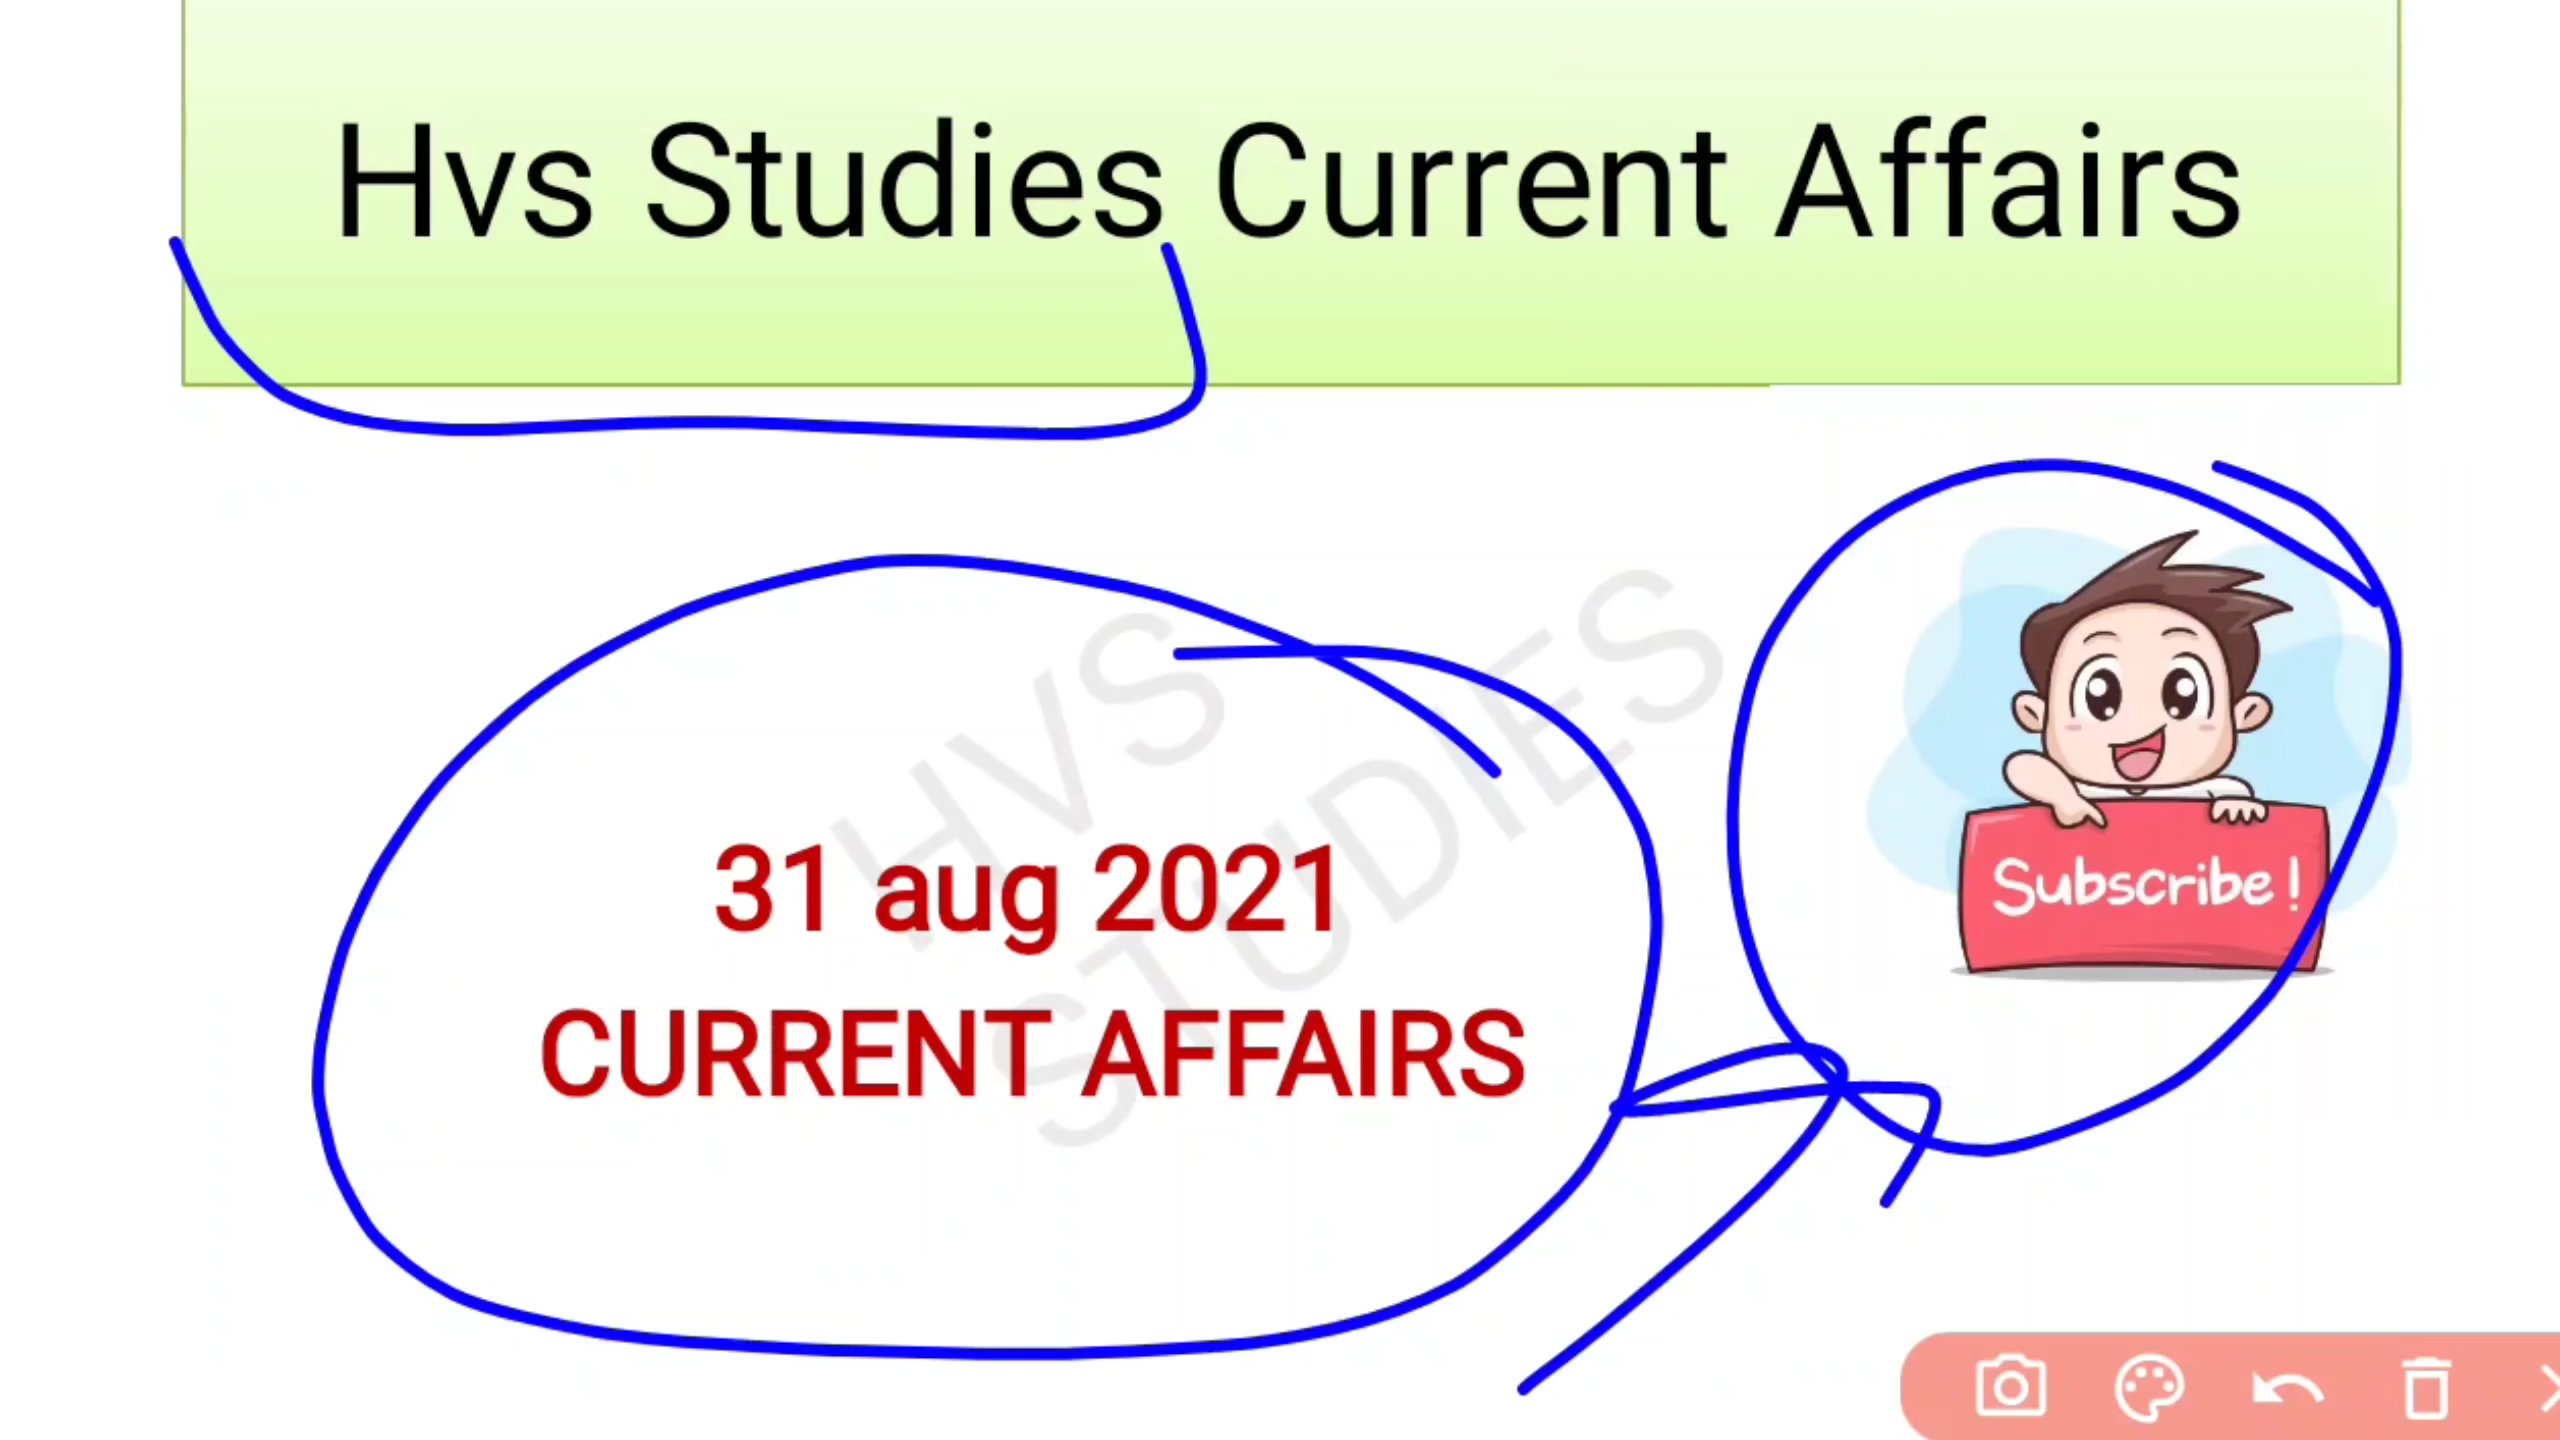 Hvs Studies Current Affairs
HVS
STUDIES
31 aug 2021
CURRENT AFFAIRS
Subscribe!